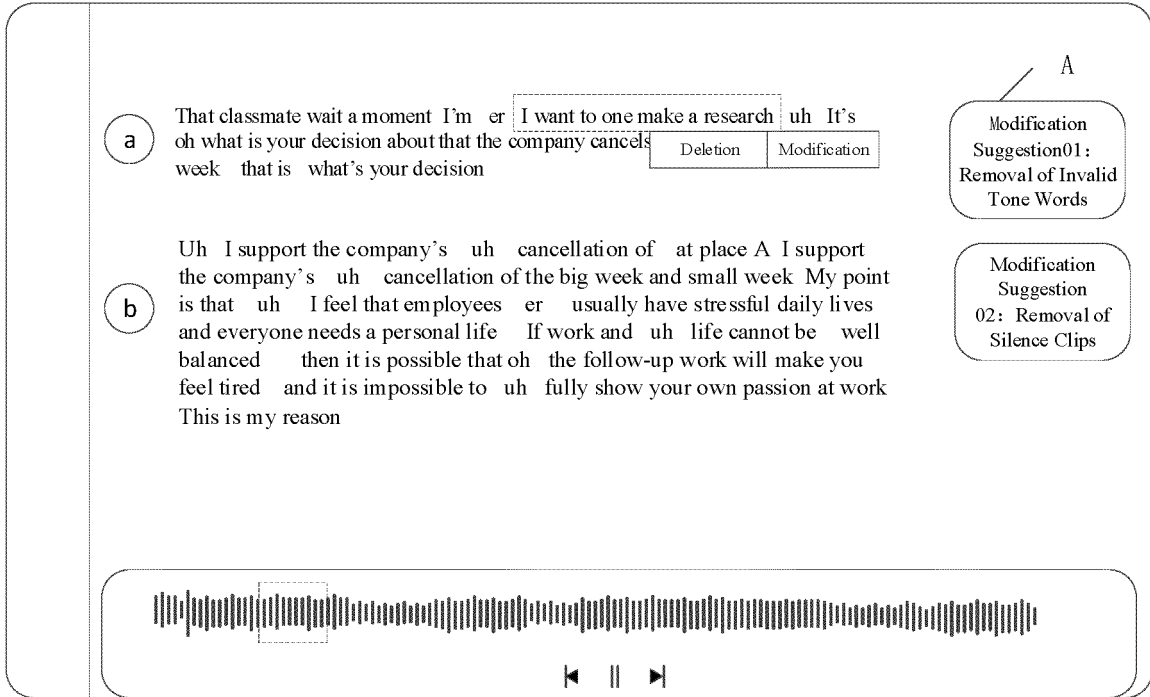 A
a
That classmate wait a moment I'm er I want to one make a research uh It's
oh what is your decision about that the company cancels
Deletion Modification
week that is what's your decision
Modification
Suggestion01:
Removal of Invalid
Tone Words
b
Uh I support the company's uh cancellation of at place A I support
the company's uh cancellation of the big week and small week My point
is that uh I feel that employees er usually have stressful daily lives
and everyone needs a personal life If work and uh life cannot be well
balanced then it is possible that oh the follow-up work will make you
feel tired and it is impossible to uh fully show your own passion at work
This is my reason
Modification
Suggestion
02: Removal of
Silence Clips